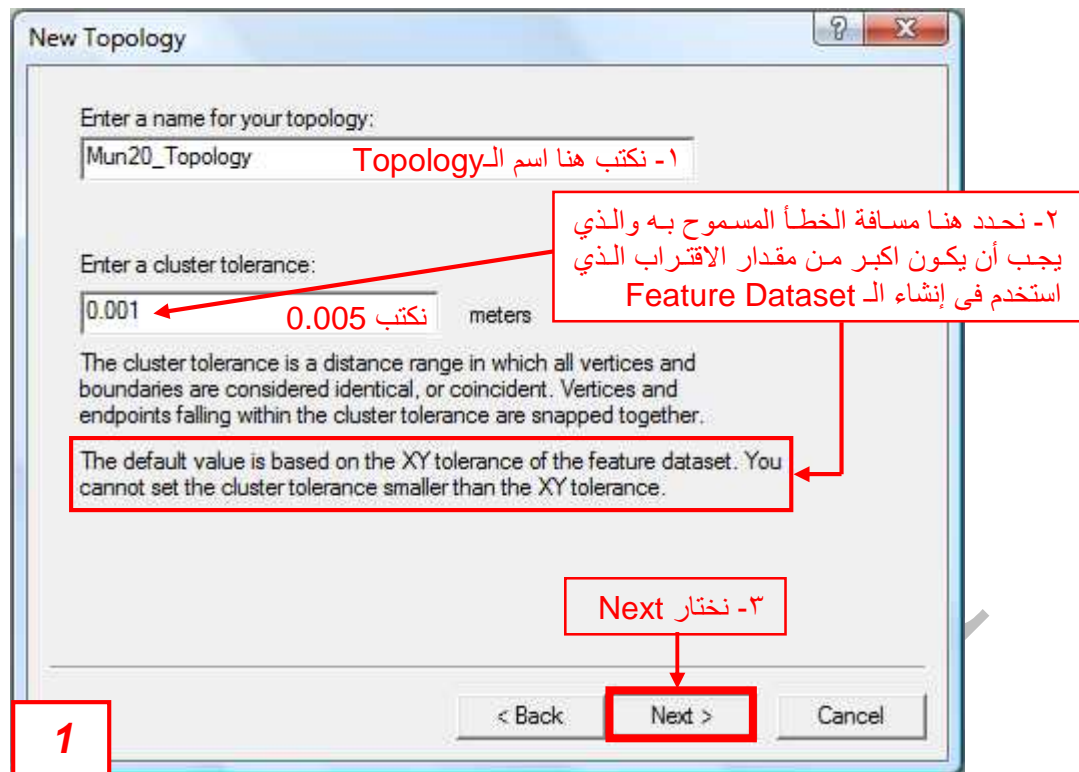 New Topology
Enter a name for your topology:
Mun20_Topology
١- نكتب هنا اسم الـTopology
٢- نحدد هنا مسافة الخطأ المسموح به والذي
يجب أن يكون اكبر من مقدار الاقتراب الذي
استخدم فى إنشاء الـ Feature Dataset
Enter a cluster tolerance:
0.001
نكتب 0.005
meters
The cluster tolerance is a distance range in which all vertices and
boundaries are considered identical, or coincident. Vertices and
endpoints falling within the cluster tolerance are snapped together.
The default value is based on the XY tolerance of the feature dataset. You
cannot set the cluster tolerance smaller than the XY tolerance.
٣- نختار Next
< Back
Next >
Cancel
1